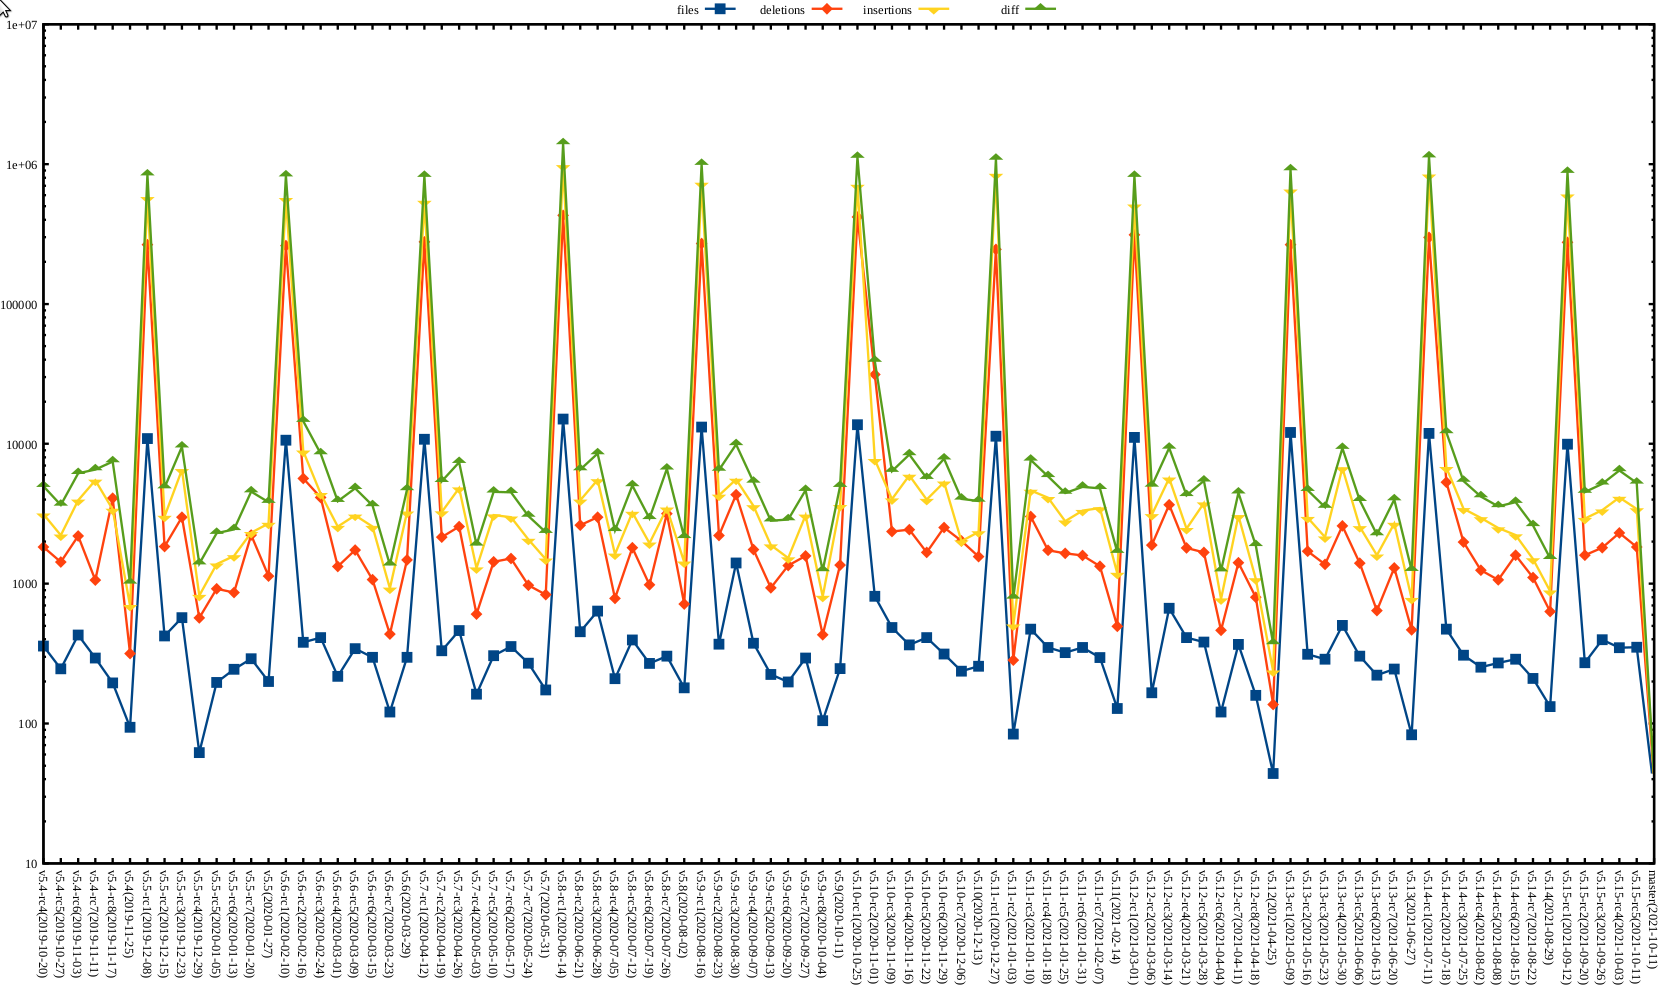 files deletions insertions diff
1e+07
1e+06
100000
10000
1000
100
10
v5.4-rc4(2019-10-20)
v5.4-rc5(2019-10-27)
v5.4-rc6(2019-11-03)
v5.4-rc7(2019-11-11)
v5.4-rc8(2019-11-17)
v5.4(2019-11-25)
v5.5-rc1(2019-12-08)
v5.5-rc2(2019-12-15)
v5.5-rc3(2019-12-23)
v5.5-rc4(2019-12-29)
v5.5-rc5(2020-01-05)
v5.5-rc6(2020-01-13)
v5.5-rc7(2020-01-20)
v5.5(2020-01-27)
v5.6-rc1(2020-02-10)
v5.6-rc2(2020-02-16)
v5.6-rc3(2020-02-24)
v5.6-rc4(2020-03-01)
v5.6-rc5(2020-03-09)
v5.6-rc6(2020-03-15)
v5.6-rc7(2020-03-23)
v5.6(2020-03-29)
v5.7-rc1(2020-04-12)
v5.7-rc2(2020-04-19)
v5.7-rc3(2020-04-26)
v5.7-rc4(2020-05-03)
v5.7-rc5(2020-05-10)
v5.7-rc6(2020-05-17)
v5.7-rc7(2020-05-24)
v5.7(2020-05-31)
v5.8-rc1(2020-06-14)
v5.8-rc2(2020-06-21)
v5.8-rc3(2020-06-28)
v5.8-rc4(2020-07-05)
v5.8-rc5(2020-07-12)
v5.8-rc6(2020-07-19)
v5.8-rc7(2020-07-26)
v5.8(2020-08-02)
v5.9-rc1(2020-08-16)
v5.9-rc2(2020-08-23)
v5.9-rc3(2020-08-30)
v5.9-rc4(2020-09-07)
v5.9-rc5(2020-09-13)
v5.9-rc6(2020-09-20)
v5.9-rc7(2020-09-27)
v5.9-rc8(2020-10-04)
v5.9(2020-10-11)
v5.10-rc1(2020-10-25)
v5.10-rc2(2020-11-01)
v5.10-rc3(2020-11-09)
v5.10-rc4(2020-11-16)
v5.10-rc5(2020-11-22)
v5.10-rc6(2020-11-29)
v5.10-rc7(2020-12-06)
v5.10(2020-12-13)
v5.11-rc1(2020-12-27)
v5.11-rc2(2021-01-03)
v5.11-rc3(2021-01-10)
v5.11-rc4(2021-01-18)
v5.11-rc5(2021-01-25)
v5.11-rc6(2021-01-31)
v5.11-rc7(2021-02-07)
v5.11(2021-02-14)
v5.12-rc1(2021-03-01)
v5.12-rc2(2021-03-06)
v5.12-rc3(2021-03-14)
v5.12-rc4(2021-03-21)
v5.12-rc5(2021-03-28)
v5.12-rc6(2021-04-04)
v5.12-rc7(2021-04-11)
v5.12-rc8(2021-04-18)
v5.12(2021-04-25)
v5.13-rc1(2021-05-09)
v5.13-rc2(2021-05-16)
v5.13-rc3(2021-05-23)
v5.13-rc4(2021-05-30)
v5.13-rc5(2021-06-06)
v5.13-rc6(2021-06-13)
v5.13-rc7(2021-06-20)
v5.13(2021-06-27)
v5.14-rc1(2021-07-11)
v5.14-rc2(2021-07-18)
v5.14-rc3(2021-07-25)
v5.14-rc4(2021-08-02)
v5.14-rc5(2021-08-08)
v5.14-rc6(2021-08-15)
v5.14-rc7(2021-08-22)
v5.14(2021-08-29)
v5.15-rc1(2021-09-12)
v5.15-rc2(2021-09-20)
v5.15-rc3(2021-09-26)
v5.15-rc4(2021-10-03)
v5.15-rc5(2021-10-11)
master(2021-10-11)